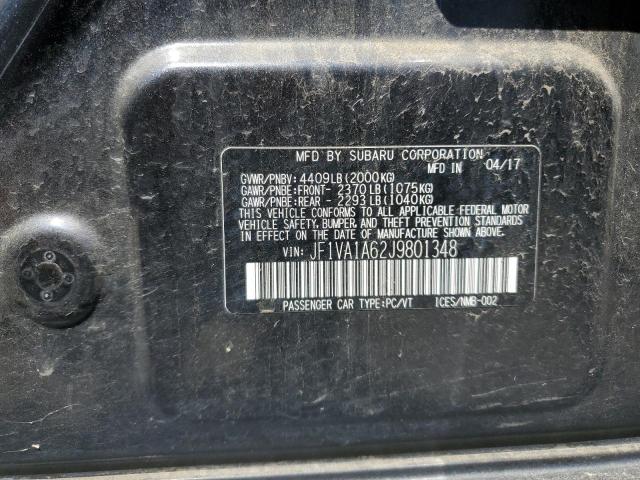 MFD BY SUBARU CORPORATION
MFD IN 04/17
GVWR/PNBV: 4409LB(2000KG)
GAWR/PNBE:FRONT- 2370LB(1075KG)
GAWR/PNBE:REAR - 2293LB(1040KG)
THIS VEHICLE CONFORMS TO ALL APPLICABLE FEDERAL MOTOR
VEHICLE SAFETY, BUMPER, AND THEFT PREVENTION STANDARDS
IN EFFECT ON THE DATE OF MANUFACTURE SHOWN ABOVE.
VIN: JF1VA1A62J9801348
PASSENGER CAR TYPE:PC/VT ICES/NMB-002